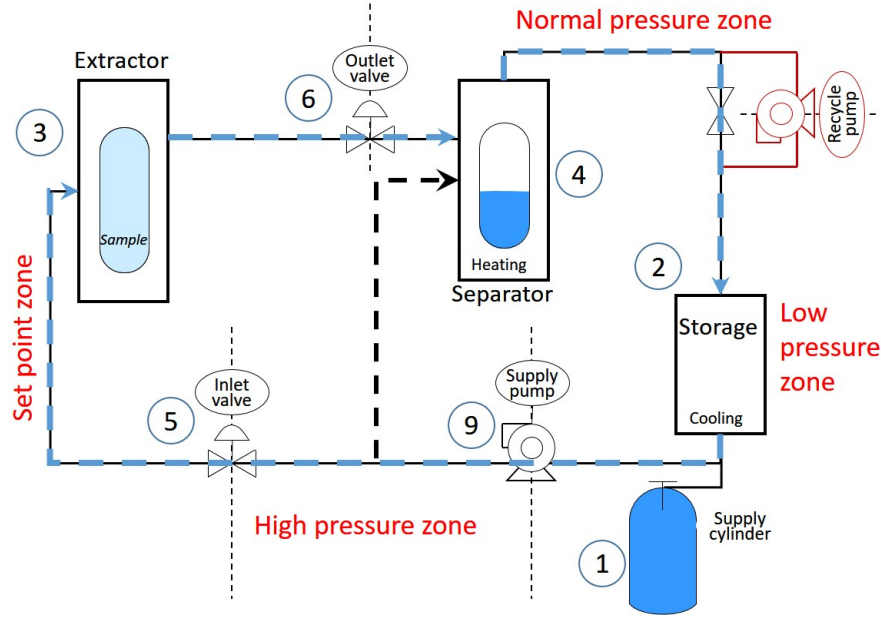 Normal pressure zone
Extractor
Outlet
valve
6
3
Recycle
pump
4
Sample
Heating
Separator
2
Set point zone
Storage
Low
pressure
zone
Inlet
valve
Supply
pump
5
9
Cooling
High pressure zone
Supply
cylinder
1